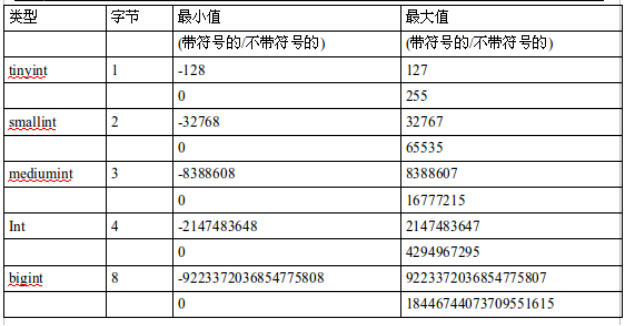 类型 字节 最小值 最大值
(带符号的/不带符号的) (带符号的/不带符号的)
tinyint 1 -128 127
0 255
smallint 2 -32768 32767
0 65535
mediumint 3 -8388608 8388607
0 16777215
Int 4 -2147483648 2147483647
0 4294967295
bigint 8 -9223372036854775808 9223372036854775807
0 18446744073709551615